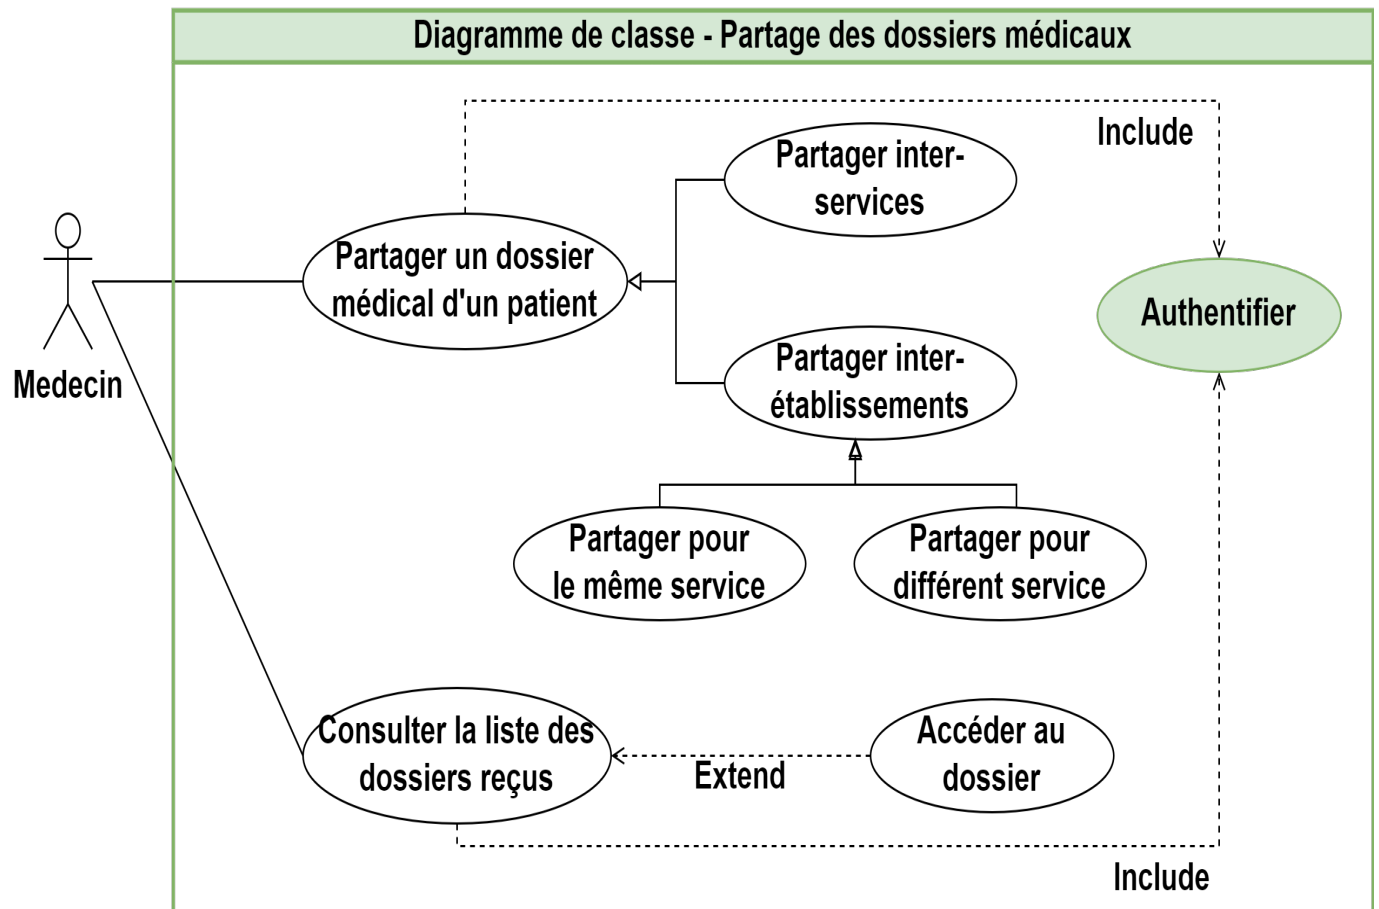 Diagramme de classe - Partage des dossiers médicaux
Include
Partager inter-
services
Partager un dossier
médical d'un patient
Authentifier
Medecin
Partager inter-
établissements
Partager pour
le même service
Partager pour
différent service
Consulter la liste des
dossiers reçus
Extend
Accéder au
dossier
Include